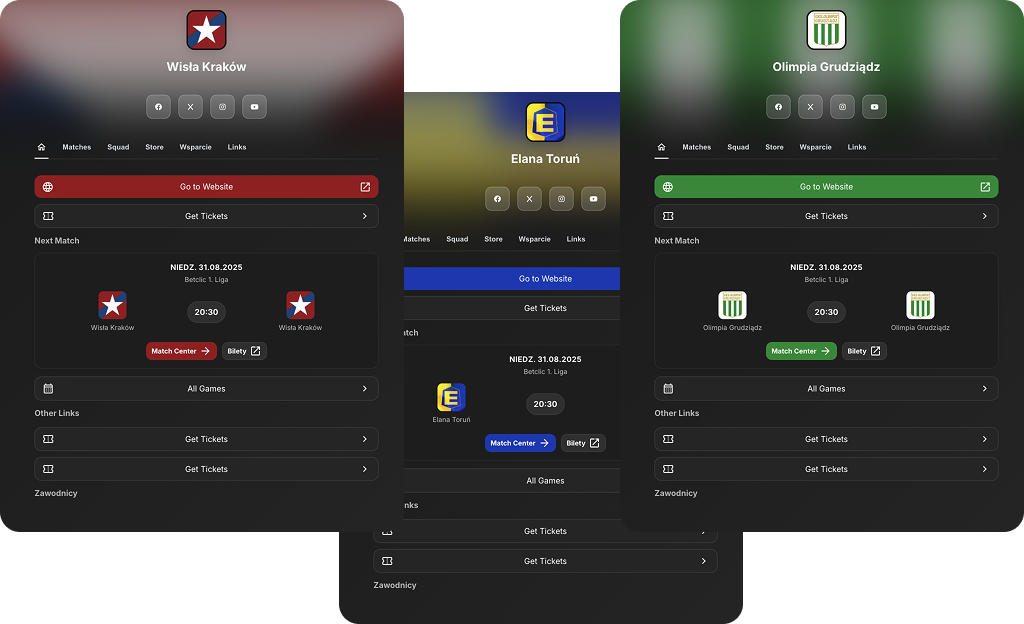 Wisła Kraków
Matches Squad Store Wsparcie Links
Go to Website
Get Tickets
Next Match
NIEDZ. 31.08.2025
Betclic 1. Liga
20:30
Wisła Kraków Wisła Kraków
Match Center Bilety
All Games
Other Links
Get Tickets
Get Tickets
Zawodnicy
E
Elana Toruń
Matches Squad Store Wsparcie Links
Go to Website
Get Tickets
tch
NIEDZ. 31.08.2025
Betclic 1. Liga
E
20:30
Elana Toruń
Match Center Bilety
All Games
nks
Get Tickets
Get Tickets
Zawodnicy
Olimpia Grudziądz
Matches Squad Store Wsparcie Links
Go to Website
Get Tickets
Next Match
NIEDZ. 31.08.2025
Betclic 1. Liga
20:30
Olimpia Grudziądz Olimpia Grudziądz
Match Center Bilety
All Games
Other Links
Get Tickets
Get Tickets
Zawodnicy